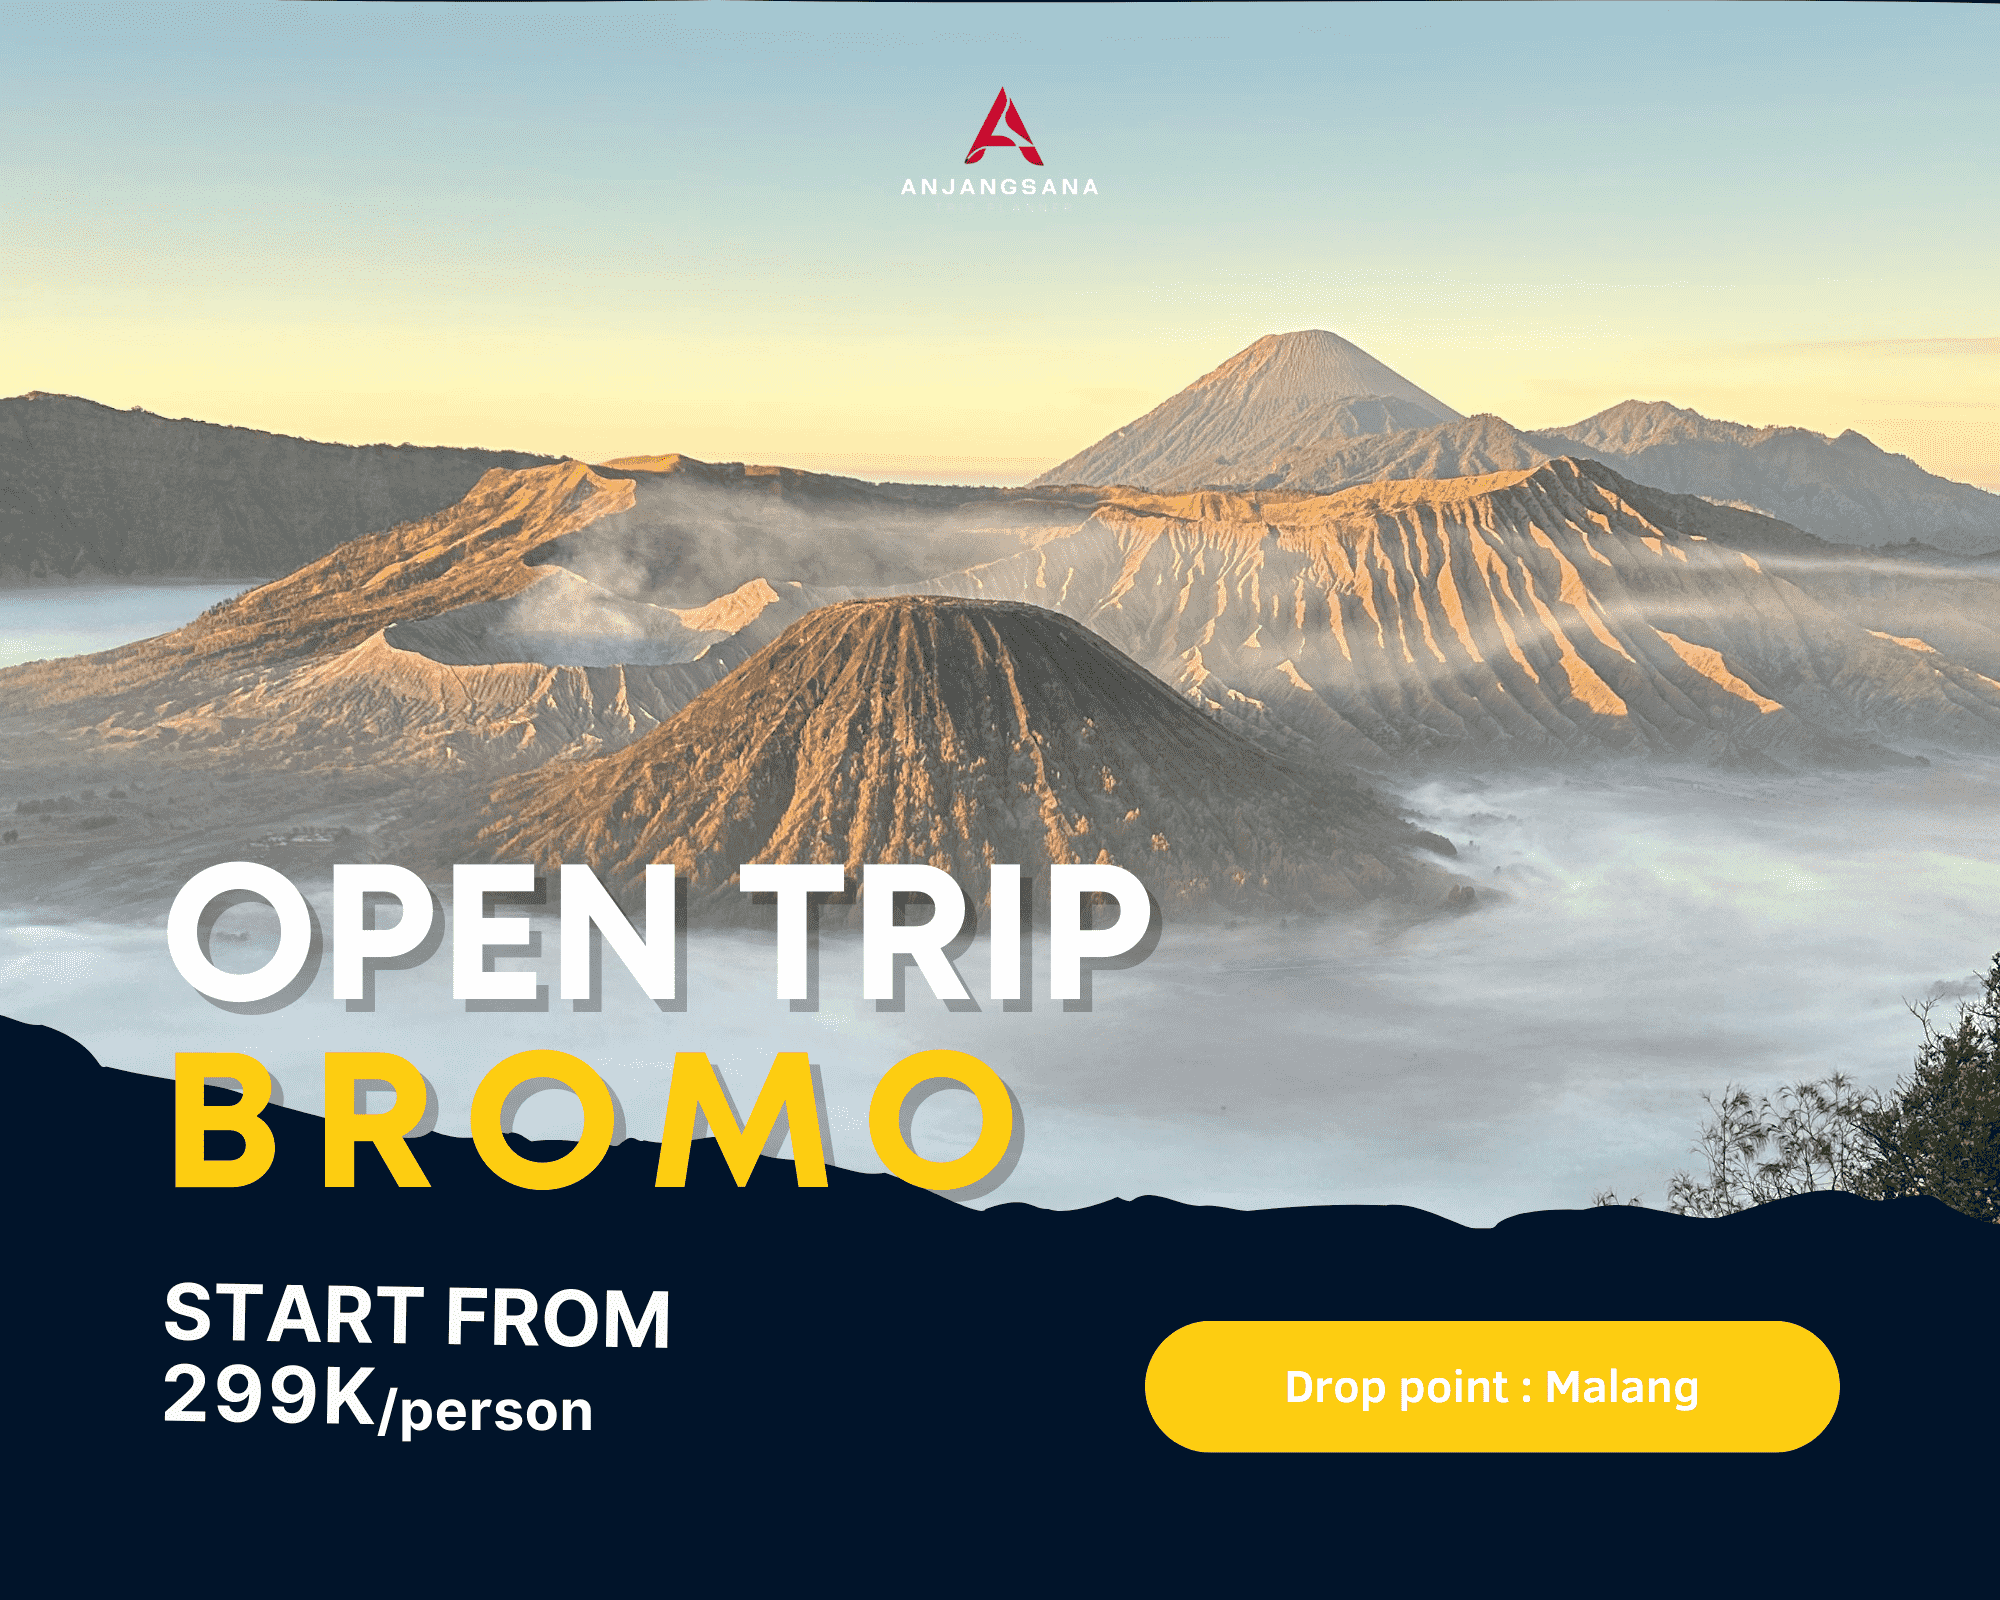 ANJANGSANA
OPEN TRIP
BROMO
START FROM
299K/person
Drop point : Malang